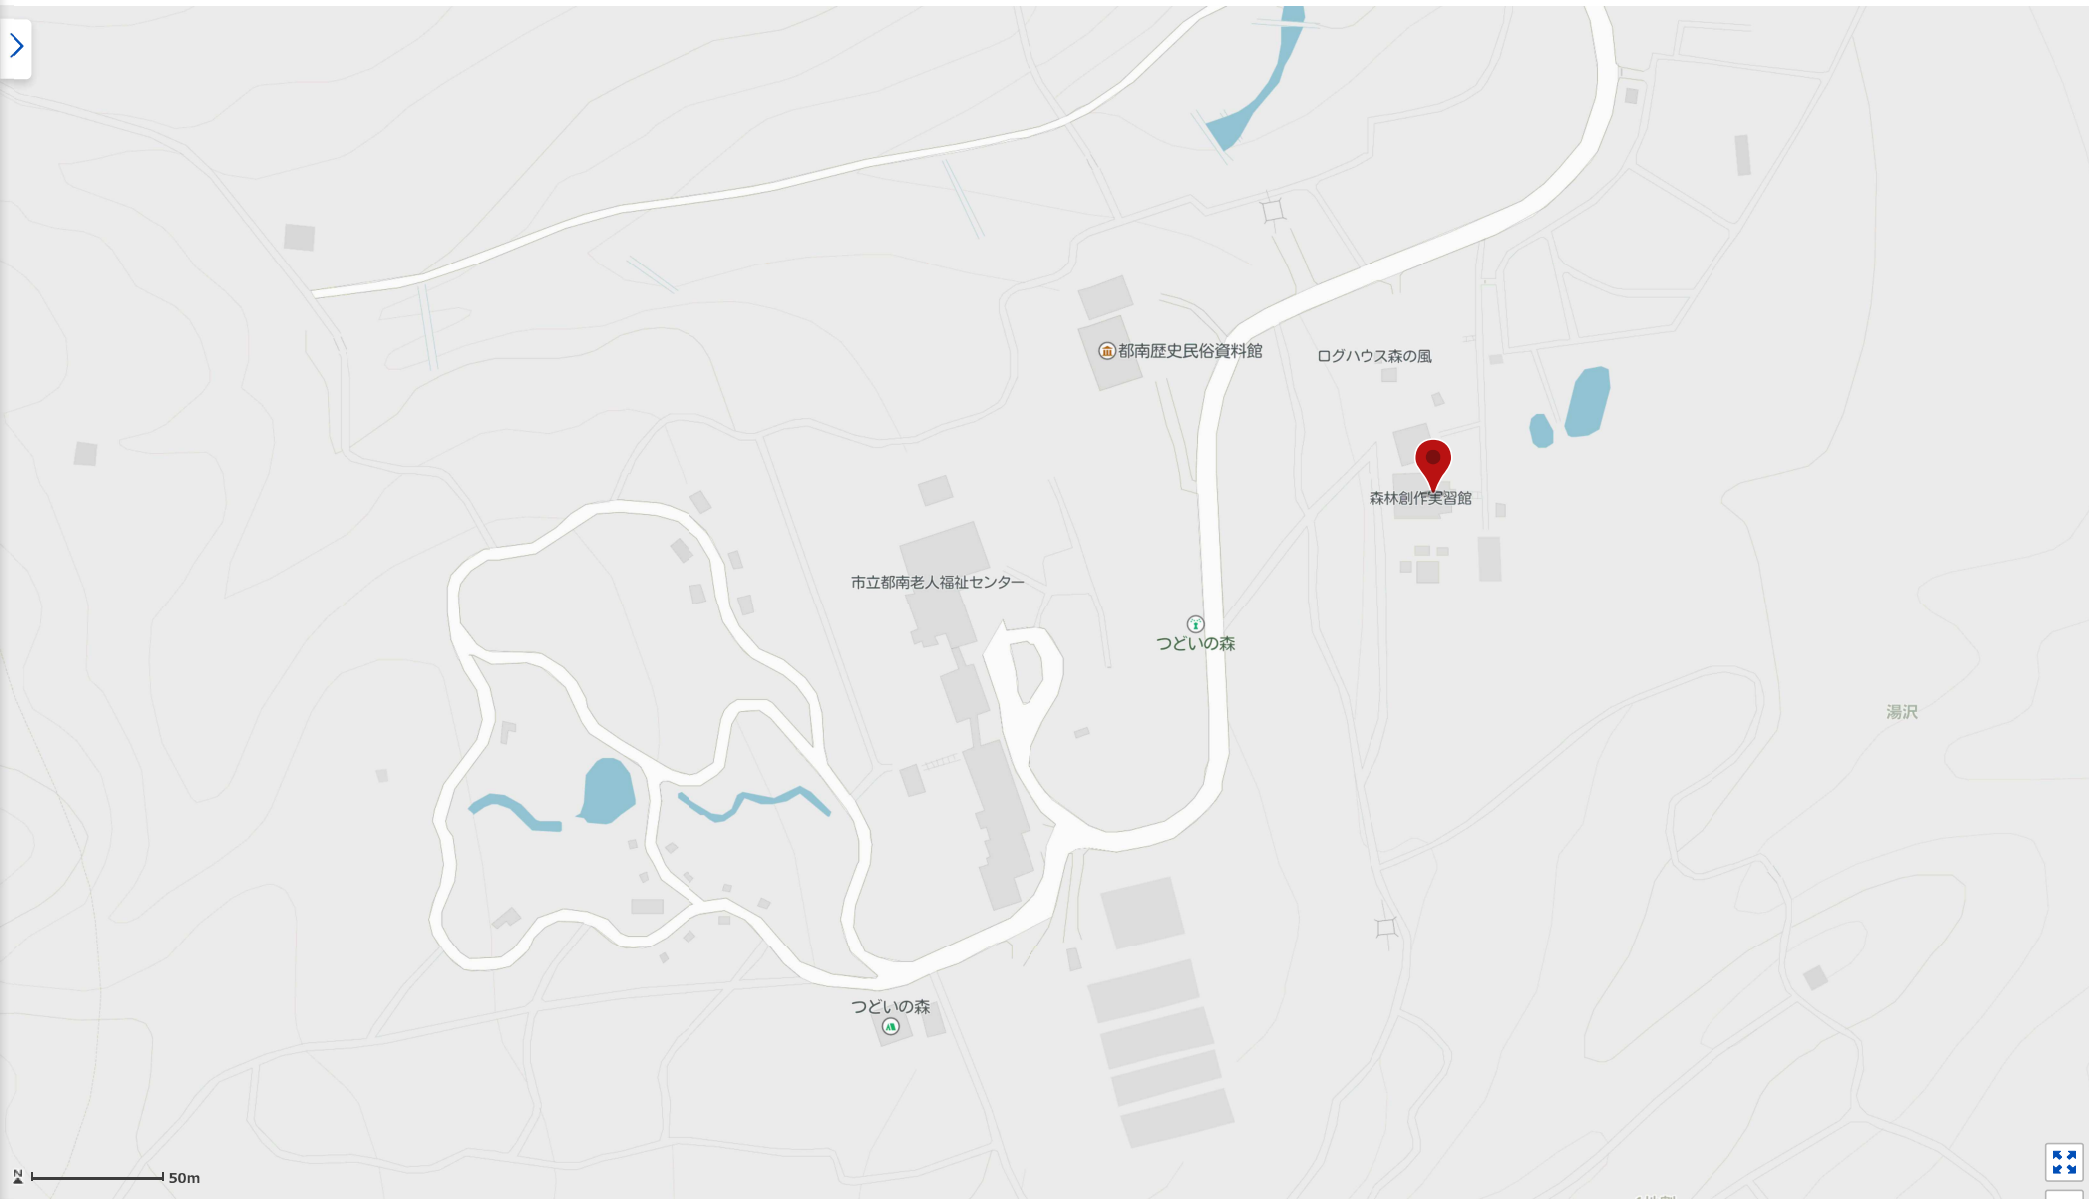 都南歴史民俗資料館
ログハウス森の風
森林創作実習館
市立都南老人福祉センター
つどいの森
湯沢
つどいの森
N
50m